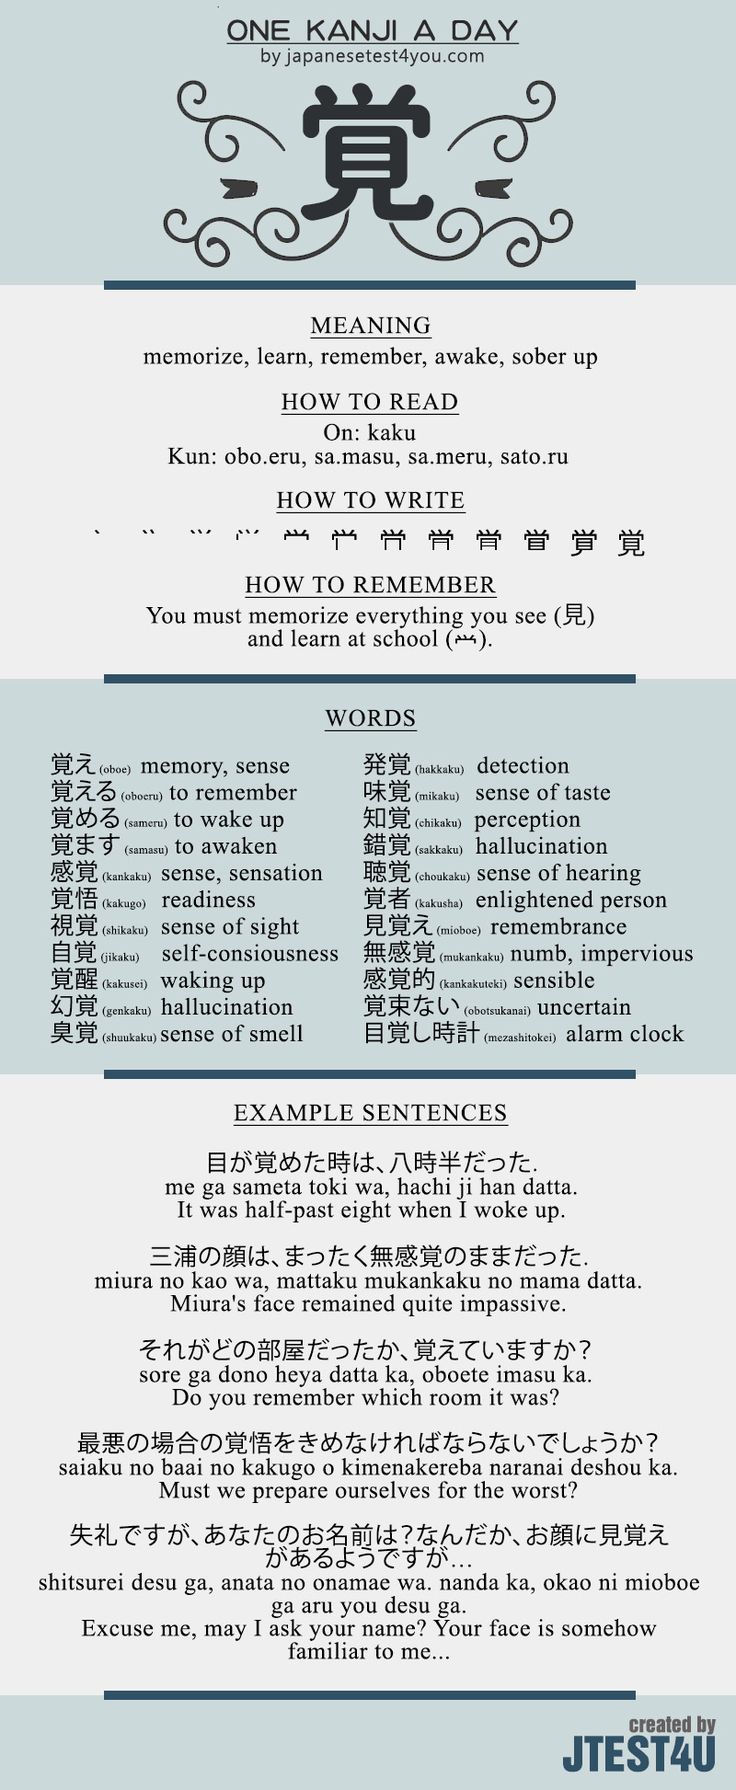 ONE KANJI A DAY
by japanesetest4you.com
覚
MEANING
memorize, learn, remember, awake, sober up
HOW TO READ
On: kaku
Kun: obo.eru, sa.masu, sa.meru, sato.ru
HOW TO WRITE
覚
HOW TO REMEMBER
You must memorize everything you see (見)
and learn at school (⺍).
WORDS
覚え (oboe) memory, sense
覚える (oboeru) to remember
覚める (sameru) to wake up
覚ます (samasu) to awaken
感覚 (kankaku) sense, sensation
覚悟 (kakugo) readiness
視覚 (shikaku) sense of sight
自覚 (jikaku) self-consiousness
覚醒 (kakusei) waking up
幻覚 (genkaku) hallucination
臭覚 (shuukaku) sense of smell
発覚 (hakkaku) detection
味覚 (mikaku) sense of taste
知覚 (chikaku) perception
錯覚 (sakkaku) hallucination
聴覚 (choukaku) sense of hearing
覚者 (kakusha) enlightened person
見覚え (mioboe) remembrance
無感覚 (mukankaku) numb, impervious
感覚的 (kankakuteki) sensible
覚束ない (obotsukanai) uncertain
目覚し時計 (mezashitokei) alarm clock
EXAMPLE SENTENCES
目が覚めた時は、八時半だった.
me ga sameta toki wa, hachi ji han datta.
It was half-past eight when I woke up.
三浦の顔は、まったく無感覚のままだった.
miura no kao wa, mattaku mukankaku no mama datta.
Miura's face remained quite impassive.
それがどの部屋だったか、覚えていますか？
sore ga dono heya datta ka, oboete imasu ka.
Do you remember which room it was?
最悪の場合の覚悟をきめなければならないでしょうか？
saiaku no baai no kakugo o kimenakereba naranai deshou ka.
Must we prepare ourselves for the worst?
失礼ですが、あなたのお名前は？なんだか、お顔に見覚え
があるようですが…
shitsurei desu ga, anata no onamae wa. nanda ka, okao ni mioboe
ga aru you desu ga.
Excuse me, may I ask your name? Your face is somehow
familiar to me...
created by
JTEST4U